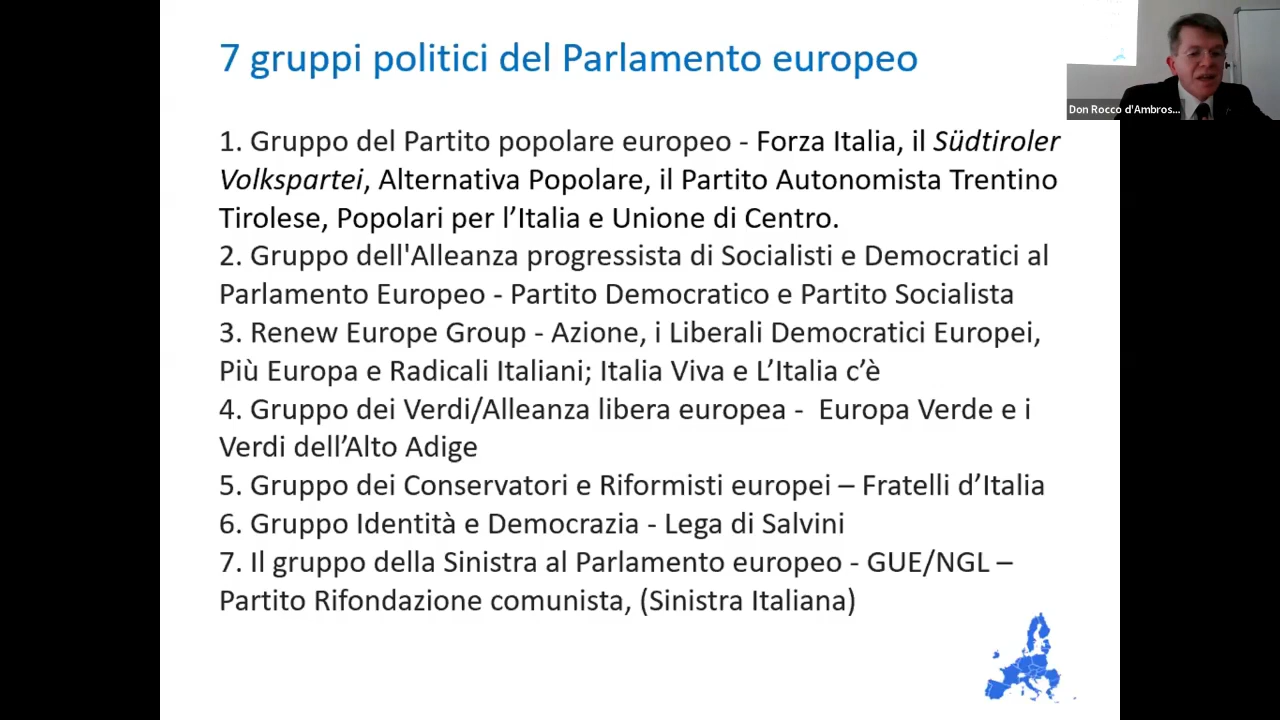 7 gruppi politici del Parlamento europeo
Don Rocco d'Ambros...
1. Gruppo del Partito popolare europeo - Forza Italia, il Südtiroler
Volkspartei, Alternativa Popolare, il Partito Autonomista Trentino
Tirolese, Popolari per l’Italia e Unione di Centro.
2. Gruppo dell'Alleanza progressista di Socialisti e Democratici al
Parlamento Europeo - Partito Democratico e Partito Socialista
3. Renew Europe Group - Azione, i Liberali Democratici Europei,
Più Europa e Radicali Italiani; Italia Viva e L’Italia c’è
4. Gruppo dei Verdi/Alleanza libera europea - Europa Verde e i
Verdi dell’Alto Adige
5. Gruppo dei Conservatori e Riformisti europei – Fratelli d’Italia
6. Gruppo Identità e Democrazia - Lega di Salvini
7. Il gruppo della Sinistra al Parlamento europeo - GUE/NGL –
Partito Rifondazione comunista, (Sinistra Italiana)